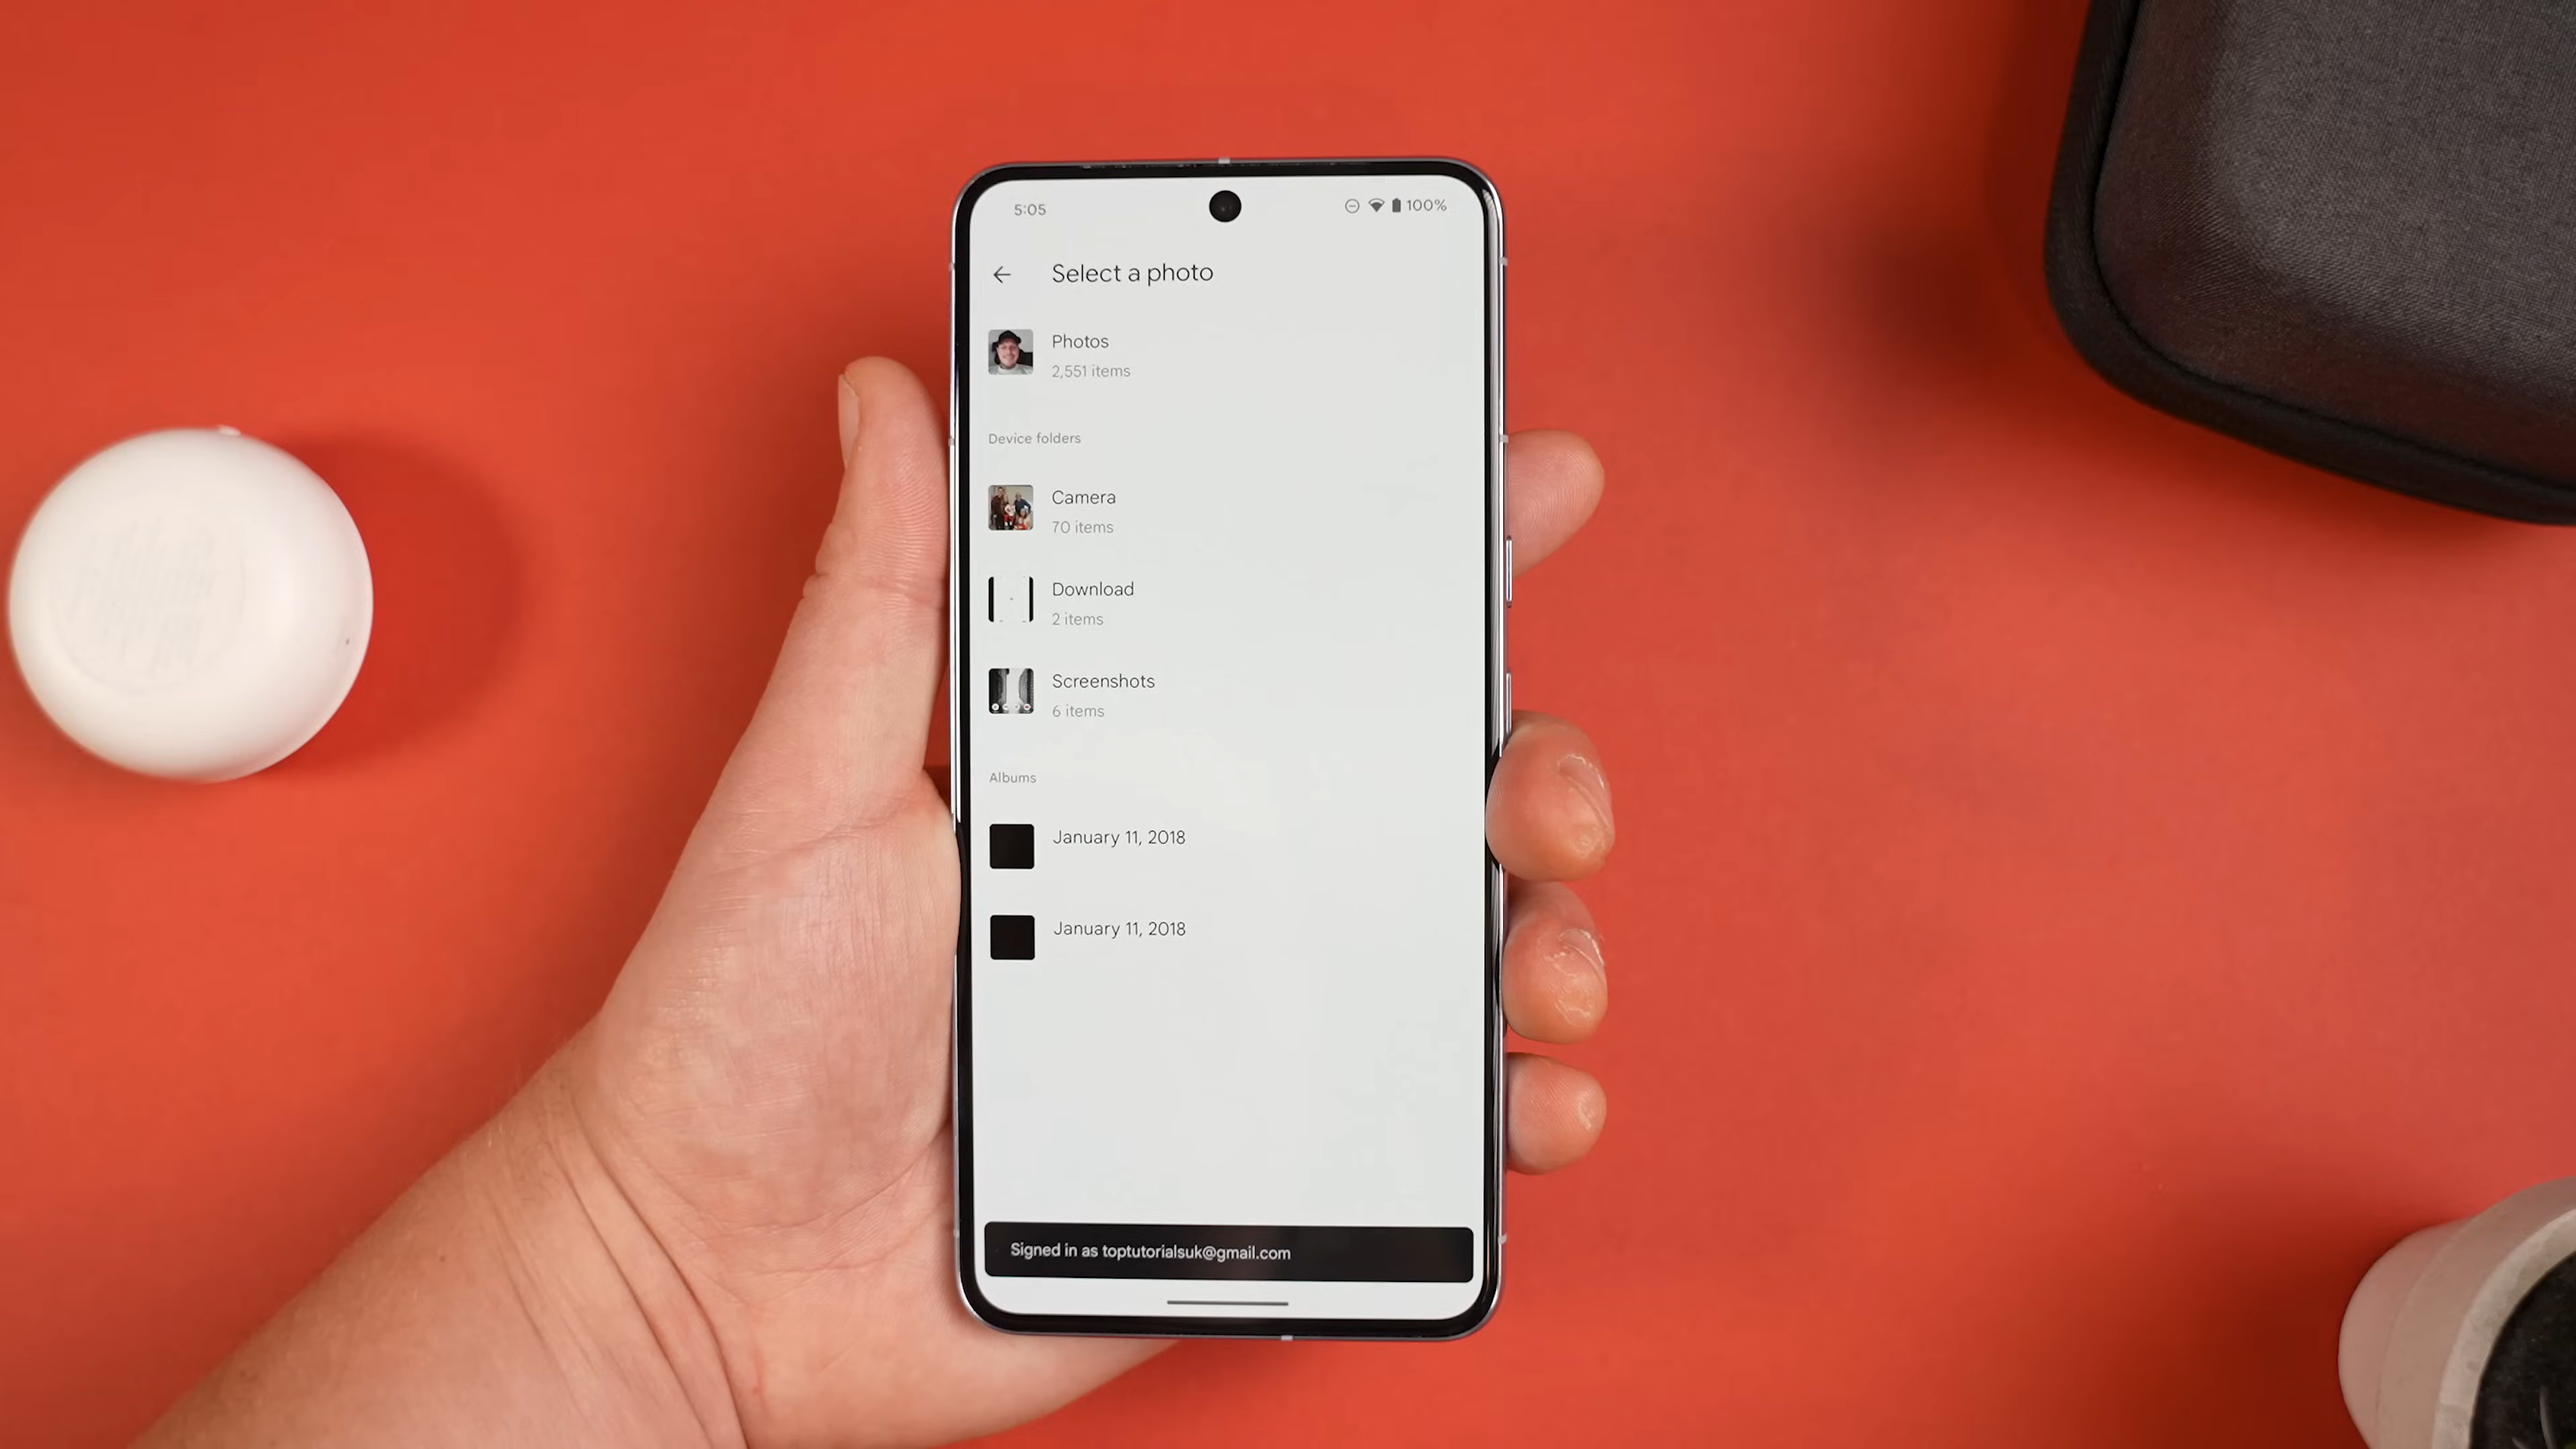 5:05
100%
Select a photo
Photos
2,551 items
Device folders
Camera
70 items
Download
2 items
Screenshots
6 items
Albums
January 11, 2018
January 11, 2018
Signed in as toptutorialsuk@gmail.com